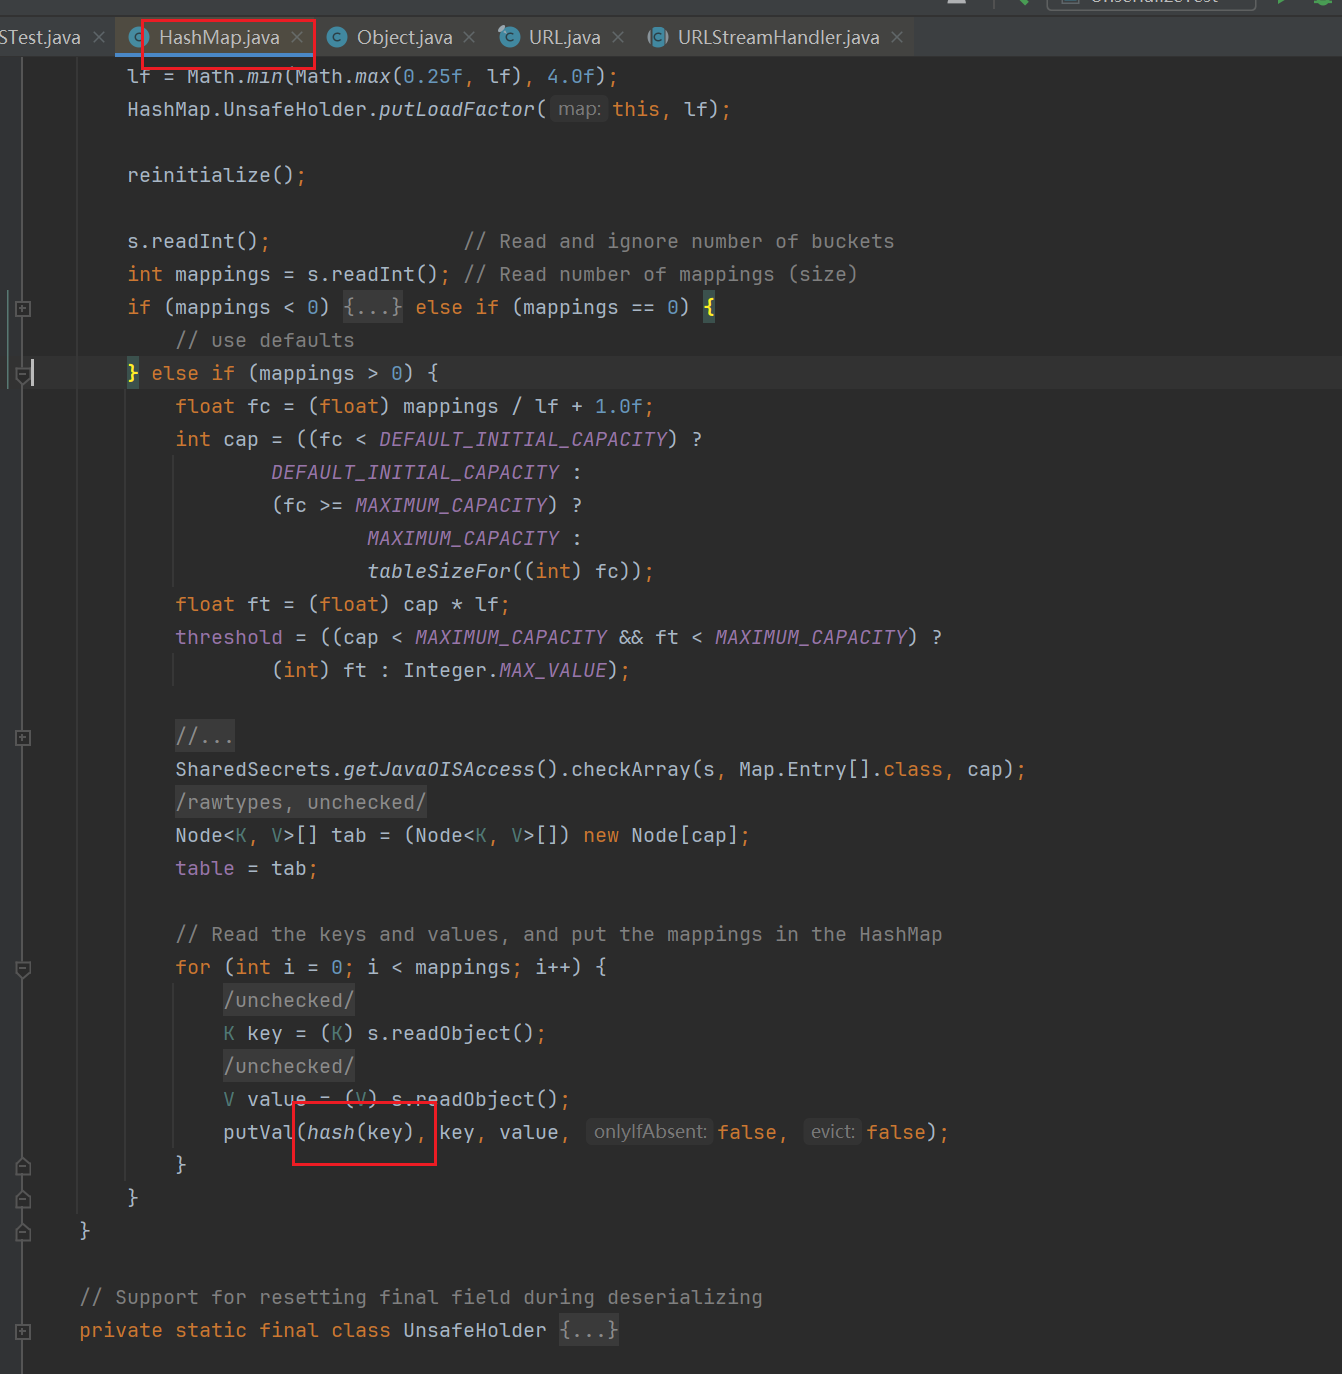 STest.java HashMap.java Object.java URL.java URLStreamHandler.java
lf = Math.min(Math.max(0.25f, lf), 4.0f);
HashMap.UnsafeHolder.putLoadFactor( map: this, lf);
reinitialize();
s.readInt(); // Read and ignore number of buckets
int mappings = s.readInt(); // Read number of mappings (size)
if (mappings < 0) {...} else if (mappings == 0) {
// use defaults
} else if (mappings > 0) {
float fc = (float) mappings / lf + 1.0f;
int cap = ((fc < DEFAULT_INITIAL_CAPACITY) ?
DEFAULT_INITIAL_CAPACITY :
(fc >= MAXIMUM_CAPACITY) ?
MAXIMUM_CAPACITY :
tableSizeFor((int) fc));
float ft = (float) cap * lf;
threshold = ((cap < MAXIMUM_CAPACITY && ft < MAXIMUM_CAPACITY) ?
(int) ft : Integer.MAX_VALUE);
//...
SharedSecrets.getJavaOISAccess().checkArray(s, Map.Entry[].class, cap);
/rawtypes, unchecked/
Node<K, V>[] tab = (Node<K, V>[]) new Node[cap];
table = tab;
// Read the keys and values, and put the mappings in the HashMap
for (int i = 0; i < mappings; i++) {
/unchecked/
K key = (K) s.readObject();
/unchecked/
V value = (V) s.readObject();
putVal(hash(key), key, value, onlyIfAbsent: false, evict: false);
}
}
}
// Support for resetting final field during deserializing
private static final class UnsafeHolder {...}